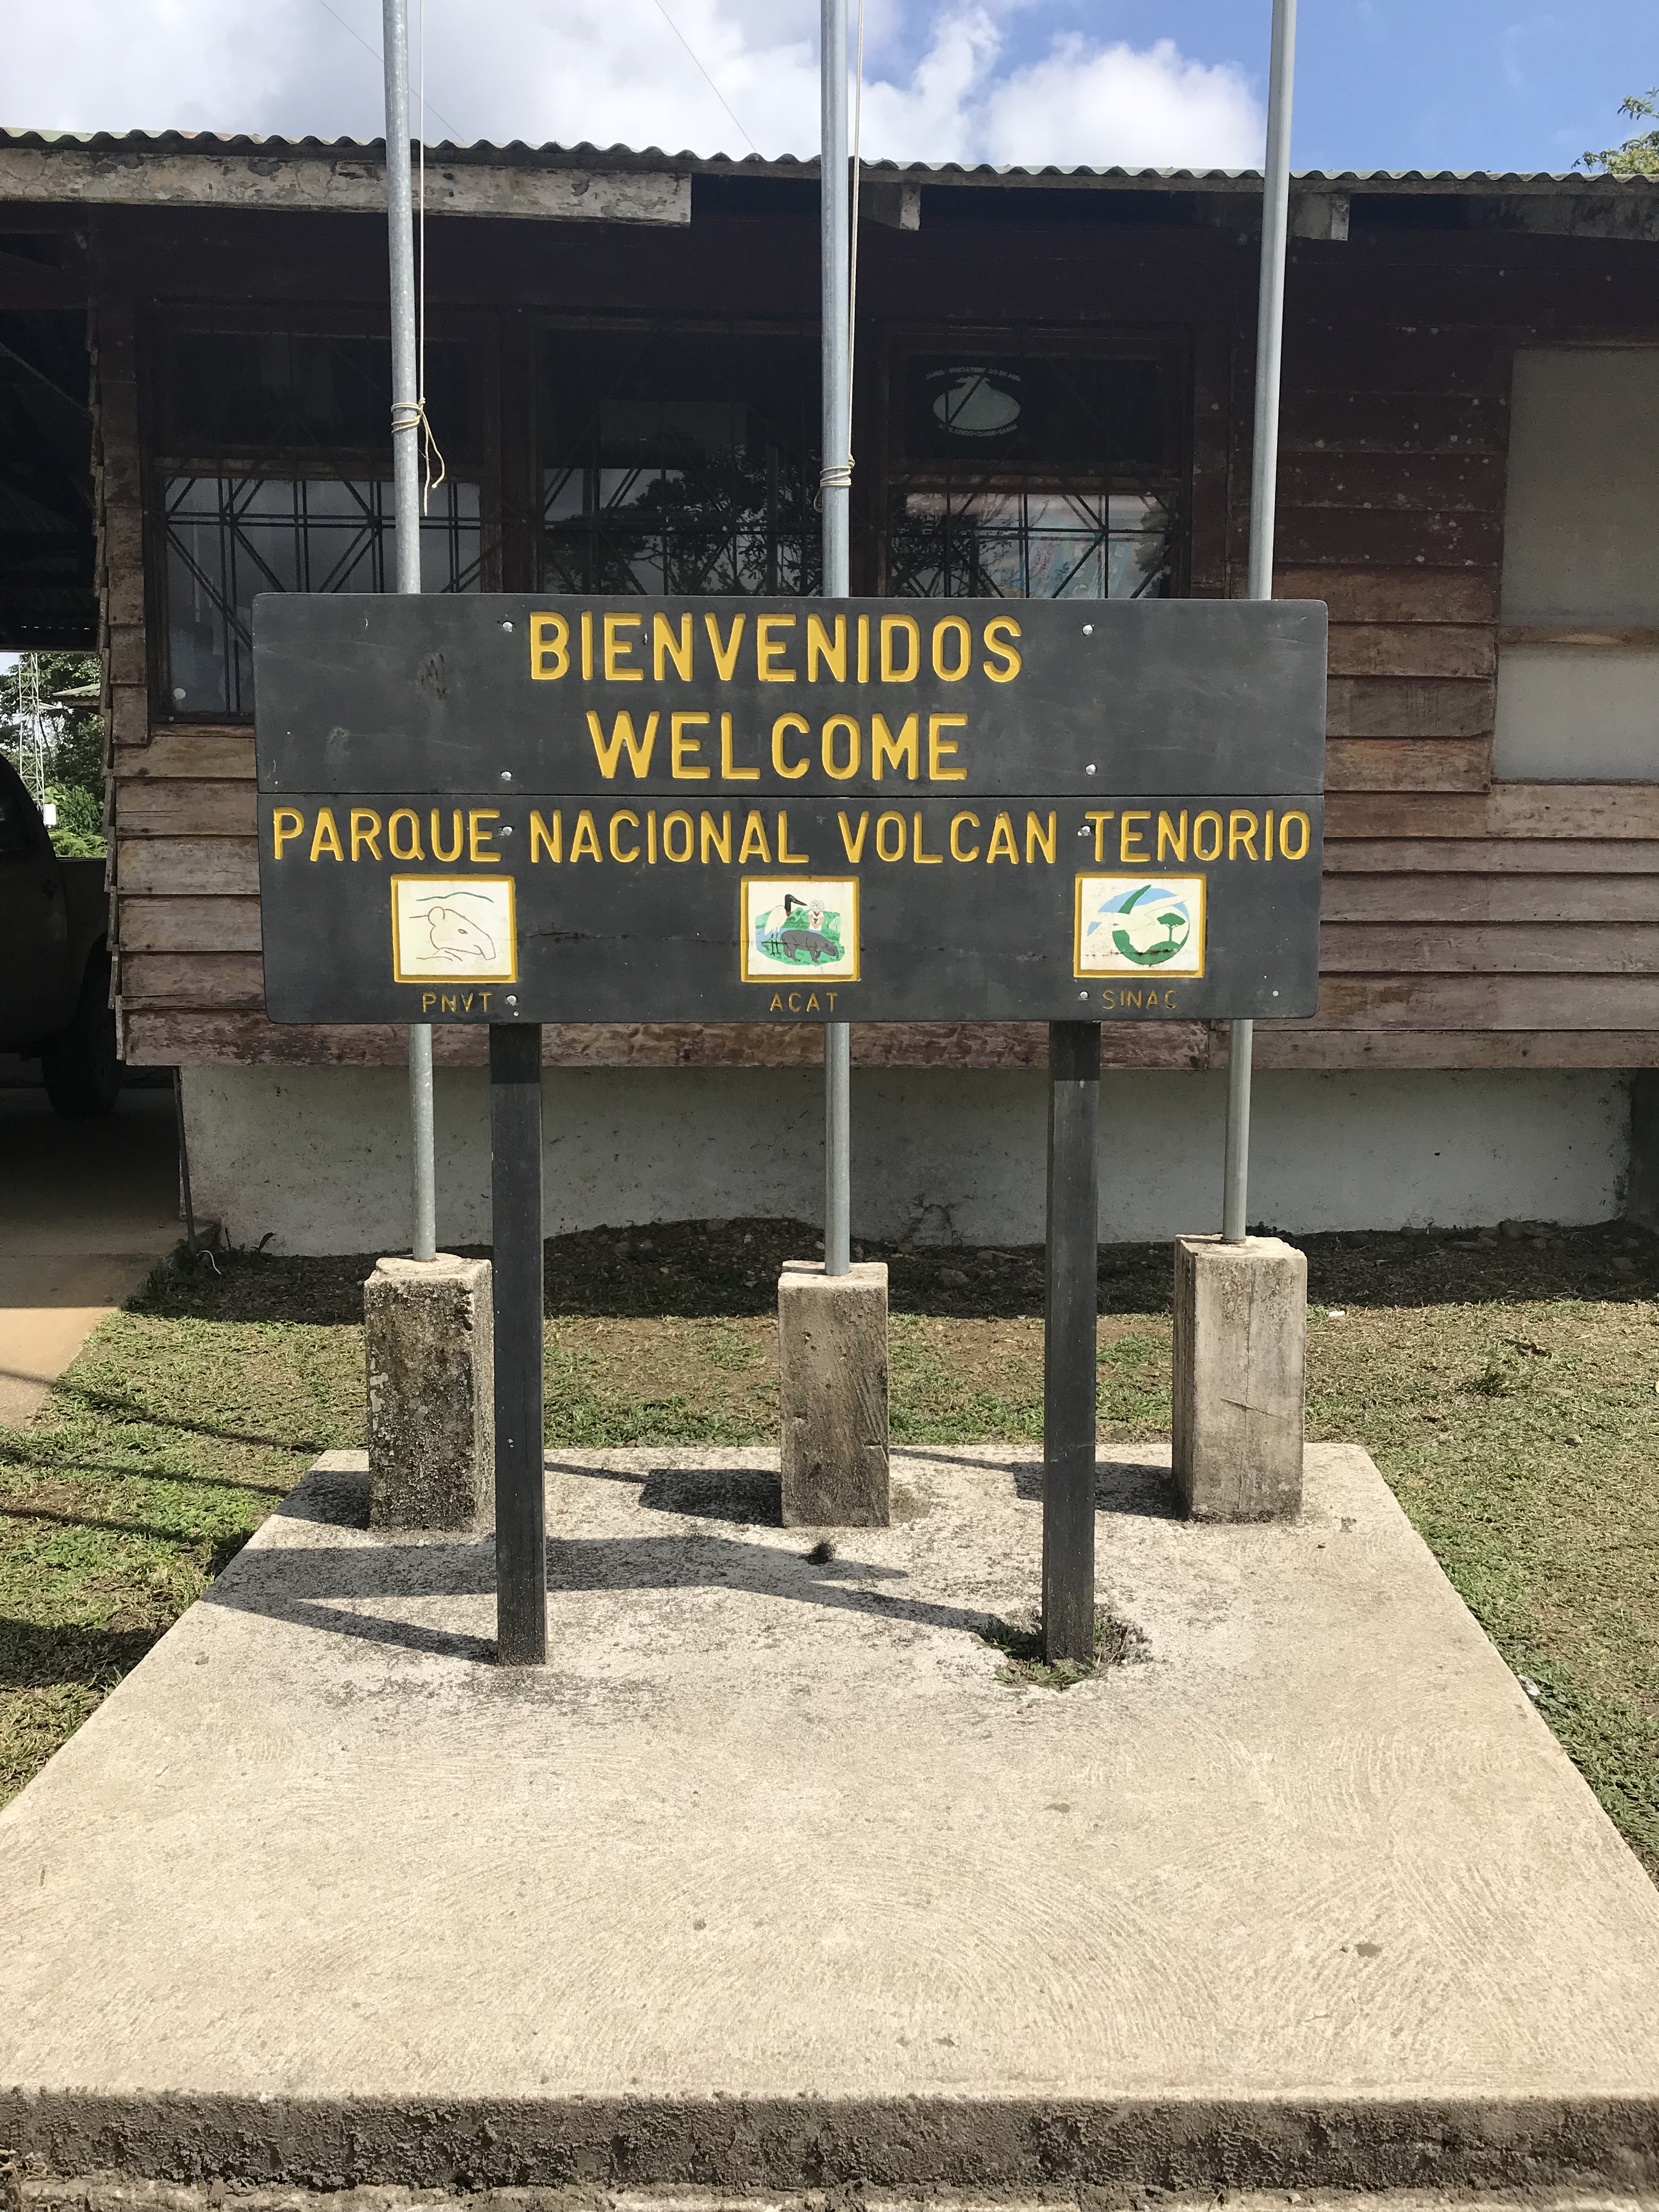 BIENVENIDOS
WELCOME
PARQUE NACIONAL VOLCAN TENORIO
PNVT ACAT SINAC